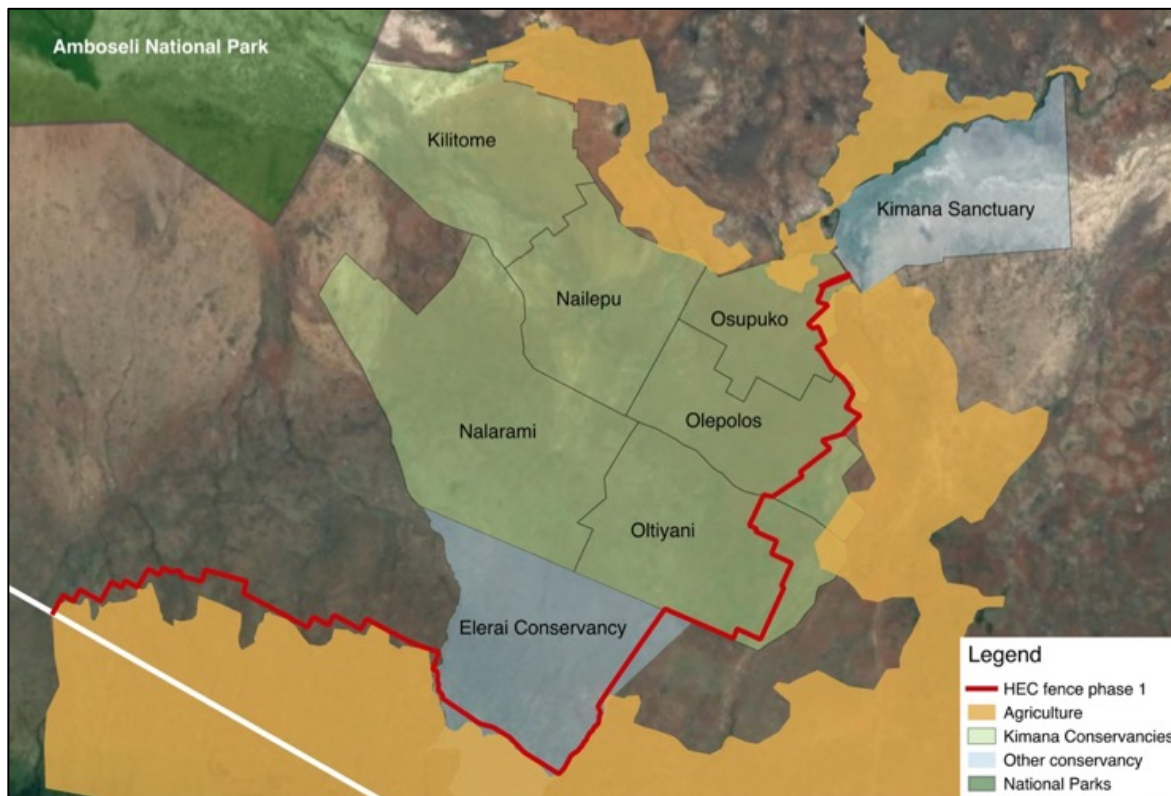 Amboseli National Park
Kilitome
Kimana Sanctuary
Nailepu
Osupuko
Olepolos
Nalarami
Oltiyani
Elerai Conservancy
Legend
HEC fence phase 1
Agriculture
Kimana Conservancies
Other conservancy
National Parks